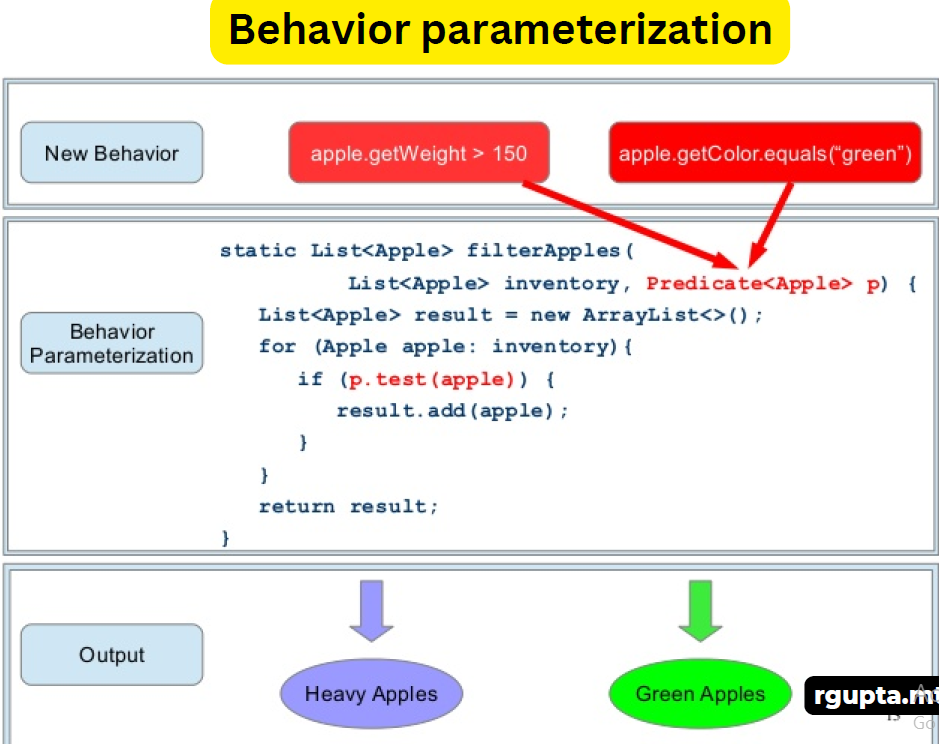 Behavior parameterization
New Behavior
apple.getWeight > 150
apple.getColor.equals(“green”)
Behavior
Parameterization
static List<Apple> filterApples(
List<Apple> inventory, Predicate<Apple> p) {
List<Apple> result = new ArrayList<>();
for (Apple apple: inventory){
if (p.test(apple)) {
result.add(apple);
}
}
return result;
}
Output
Heavy Apples
Green Apples
rgupta.mt
Go